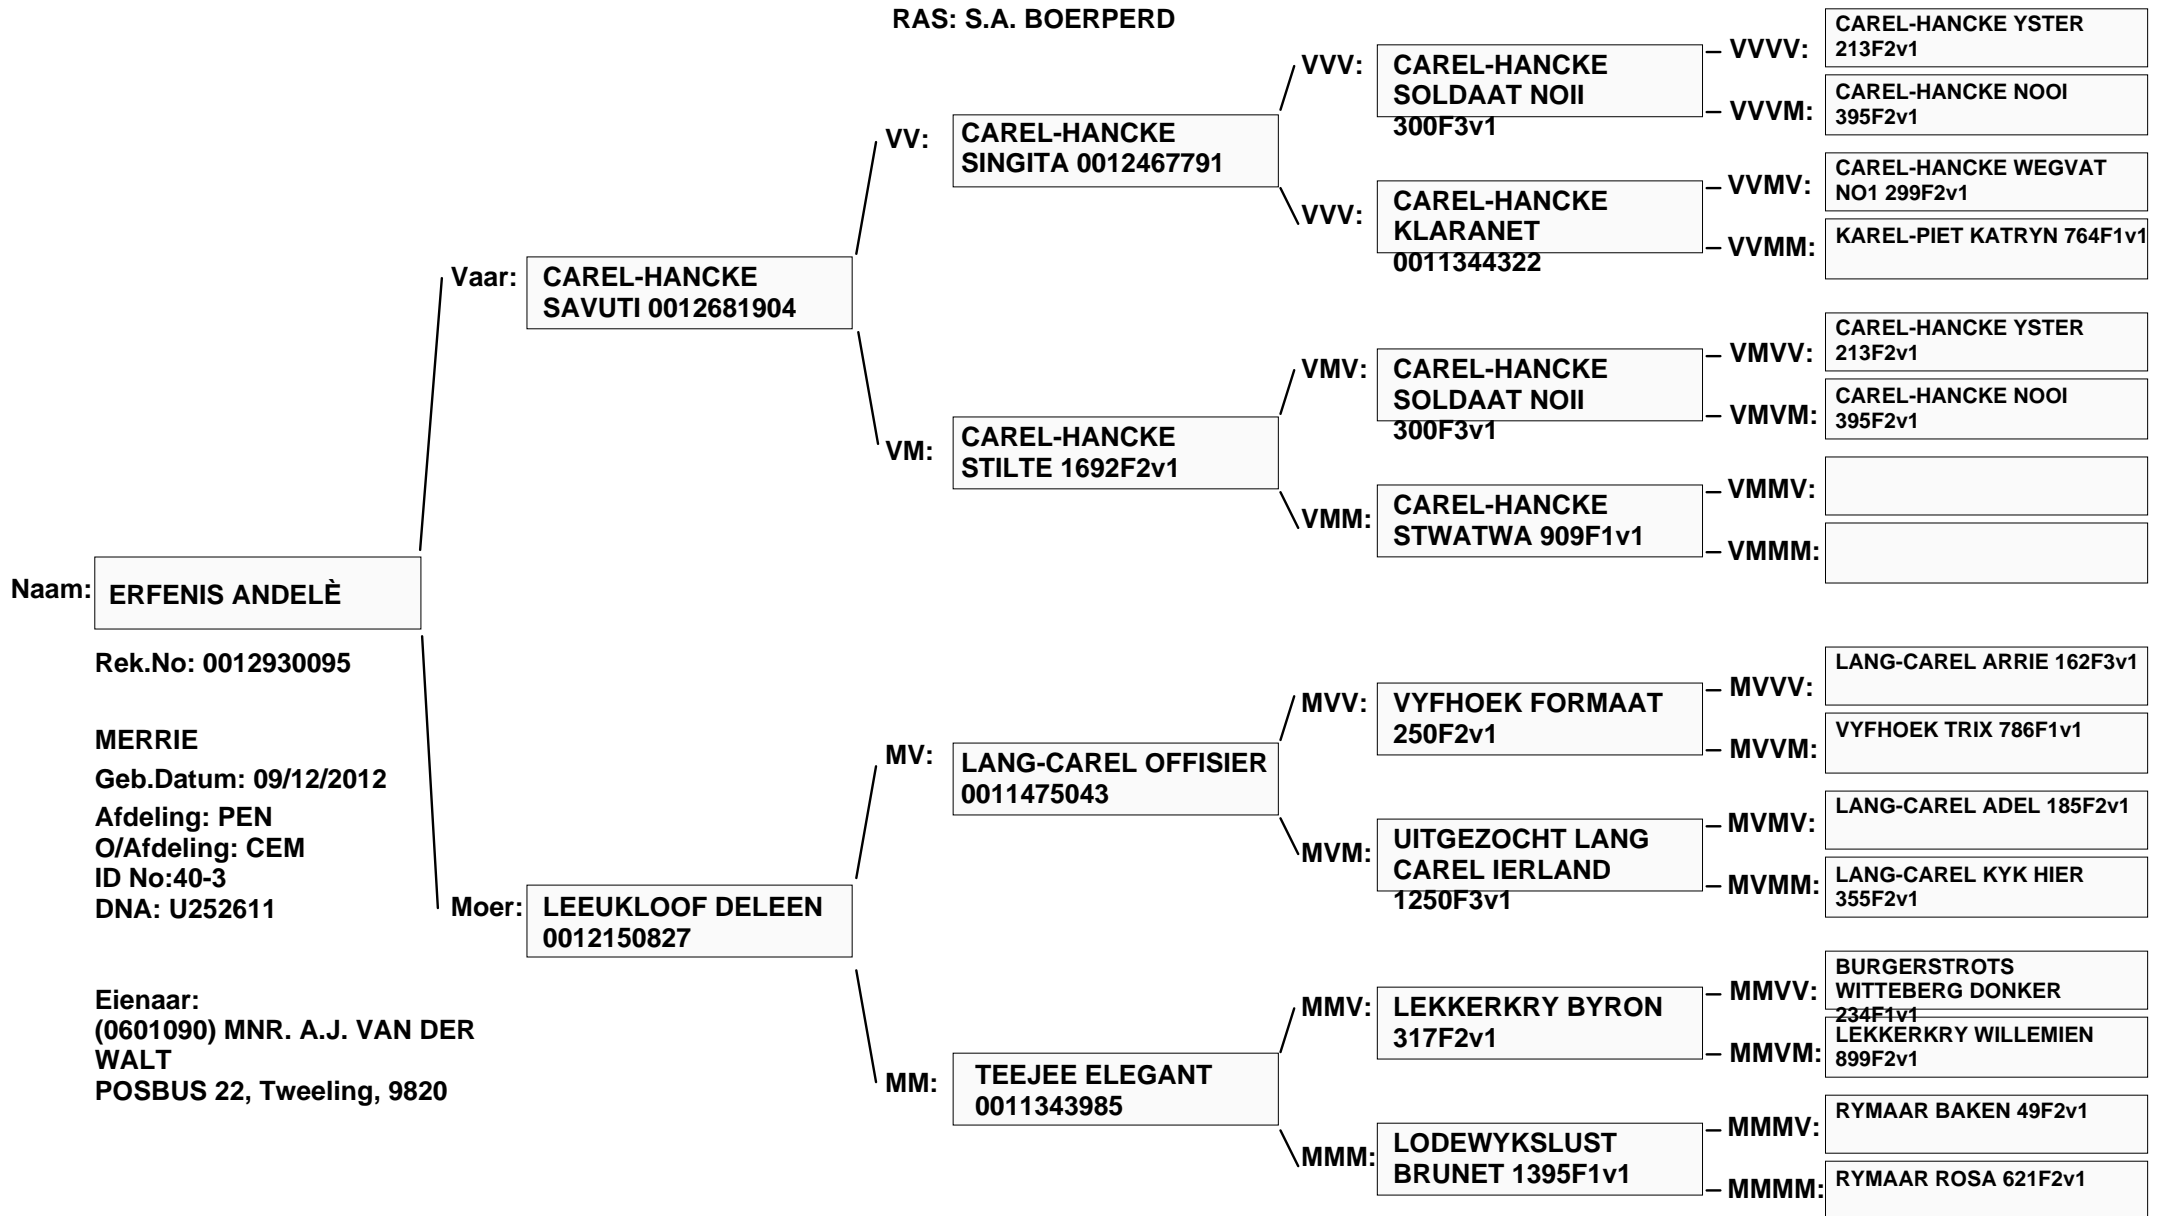 RAS: S.A. BOERPERD
Naam:
ERFENIS ANDELÈ
Rek.No: 0012930095
MERRIE
Geb.Datum: 09/12/2012
Afdeling: PEN
O/Afdeling: CEM
ID No:40-3
DNA: U252611
Eienaar:
(0601090) MNR. A.J. VAN DER
WALT
POSBUS 22, Tweeling, 9820
Vaar:
CAREL-HANCKE
SAVUTI 0012681904
Moer:
LEEUKLOOF DELEEN
0012150827
VV:
CAREL-HANCKE
SINGITA 0012467791
VM:
CAREL-HANCKE
STILTE 1692F2v1
MV:
LANG-CAREL OFFISIER
0011475043
MM:
TEEJEE ELEGANT
0011343985
VVV:
CAREL-HANCKE
SOLDAAT NOII
300F3v1
VVV:
CAREL-HANCKE
KLARANET
0011344322
VMV:
CAREL-HANCKE
SOLDAAT NOII
300F3v1
VMM:
CAREL-HANCKE
STWATWA 909F1v1
MVV:
VYFHOEK FORMAAT
250F2v1
MVM:
UITGEZOCHT LANG
CAREL IERLAND
1250F3v1
MMV:
LEKKERKRY BYRON
317F2v1
MMM:
LODEWYKSLUST
BRUNET 1395F1v1
VVVV:
CAREL-HANCKE YSTER
213F2v1
VVVM:
CAREL-HANCKE NOOI
395F2v1
VVMV:
CAREL-HANCKE WEGVAT
NO1 299F2v1
VVMM:
KAREL-PIET KATRYN 764F1v1
VMVV:
CAREL-HANCKE YSTER
213F2v1
VMVM:
CAREL-HANCKE NOOI
395F2v1
VMMV:
VMMM:
MVVV:
LANG-CAREL ARRIE 162F3v1
MVVM:
VYFHOEK TRIX 786F1v1
MVMV:
LANG-CAREL ADEL 185F2v1
MVMM:
LANG-CAREL KYK HIER
355F2v1
MMVV:
BURGERSTROTS
WITTEBERG DONKER
234F1v1
MMVM:
LEKKERKRY WILLEMIEN
899F2v1
MMMV:
RYMAAR BAKEN 49F2v1
MMMM:
RYMAAR ROSA 621F2v1